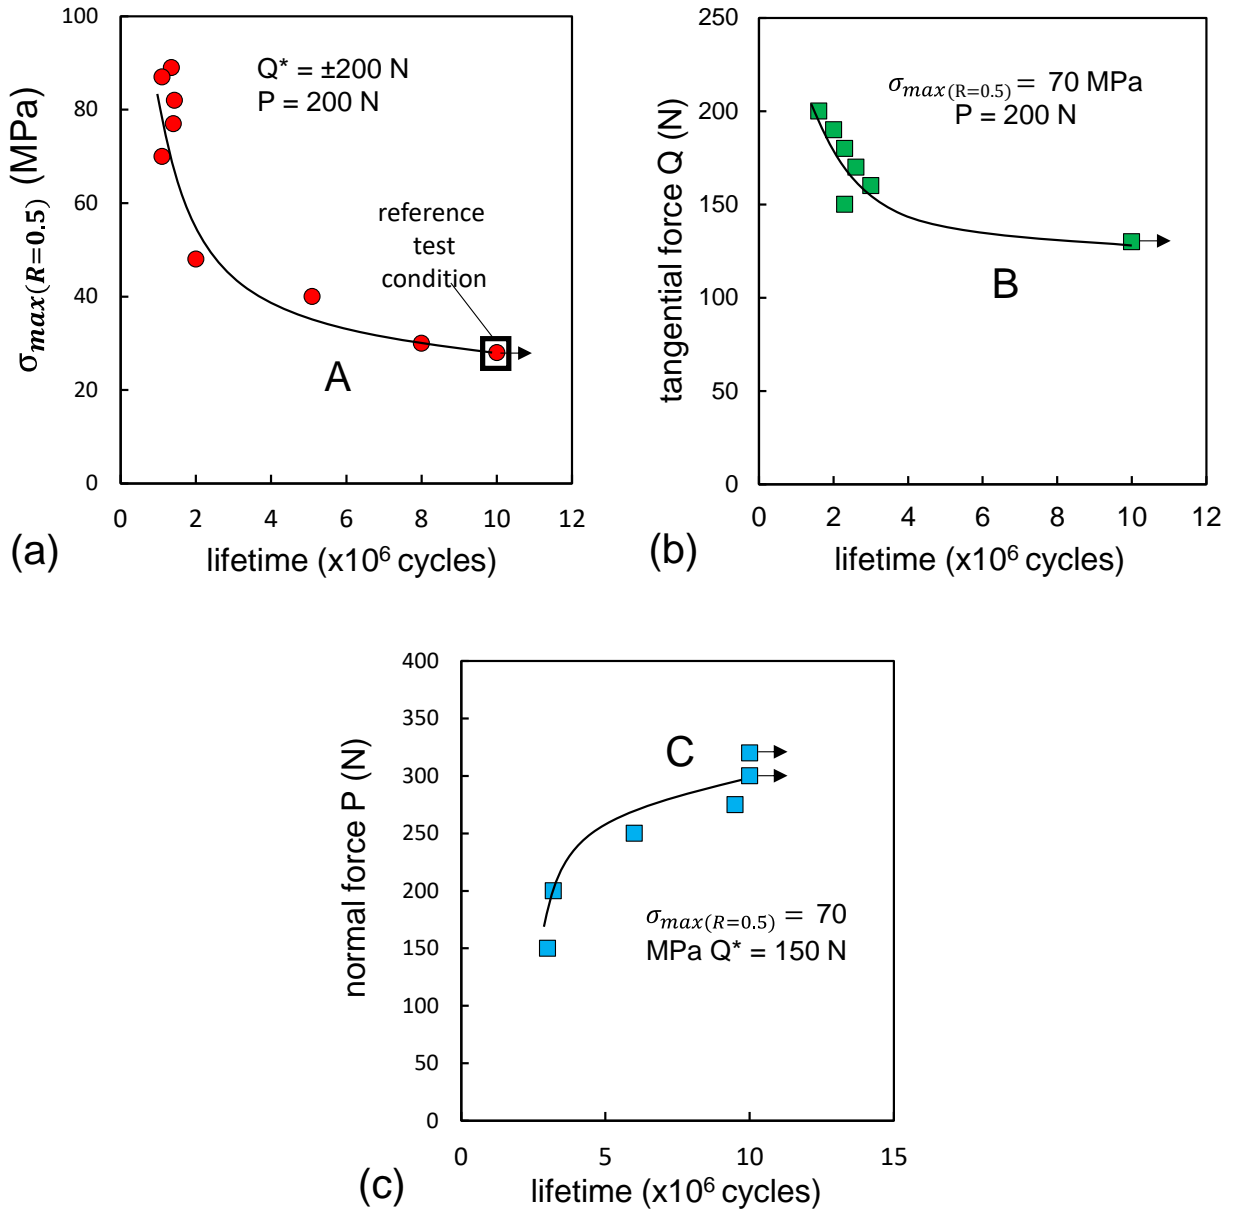 100
80
60
40
20
0
σmax(R=0.5) (MPa)
Q* = ±200 N
P = 200 N
reference
test
condition
A
0 2 4 6 8 10 12
(a)
lifetime (x10⁶ cycles)
250
200
150
100
50
0
tangential force Q (N)
σmax(R=0.5) = 70 MPa
P = 200 N
B
0 2 4 6 8 10 12
(b)
lifetime (x10⁶ cycles)
400
350
300
250
200
150
100
50
0
normal force P (N)
C
σmax(R=0.5) = 70
MPa Q* = 150 N
0 5 10 15
(c)
lifetime (x10⁶ cycles)